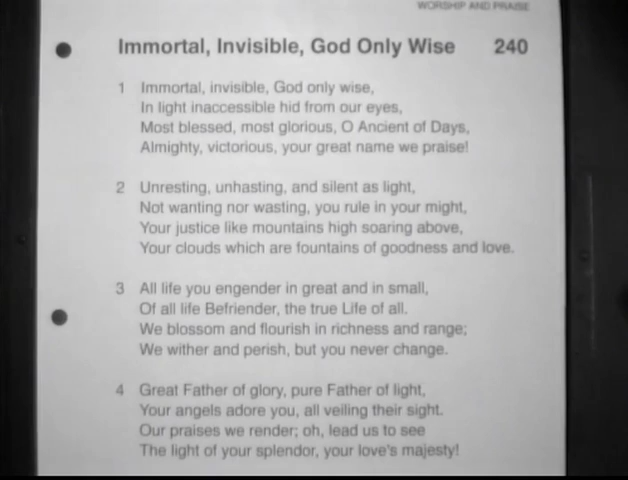 WORSHIP AND PRAISE
Immortal, Invisible, God Only Wise 240
1 Immortal, invisible, God only wise,
In light inaccessible hid from our eyes,
Most blessed, most glorious, O Ancient of Days,
Almighty, victorious, your great name we praise!
2 Unresting, unhasting, and silent as light,
Not wanting nor wasting, you rule in your might,
Your justice like mountains high soaring above,
Your clouds which are fountains of goodness and love.
3 All life you engender in great and in small,
Of all life Befriender, the true Life of all.
We blossom and flourish in richness and range;
We wither and perish, but you never change.
4 Great Father of glory, pure Father of light,
Your angels adore you, all veiling their sight.
Our praises we render; oh, lead us to see
The light of your splendor, your love's majesty!